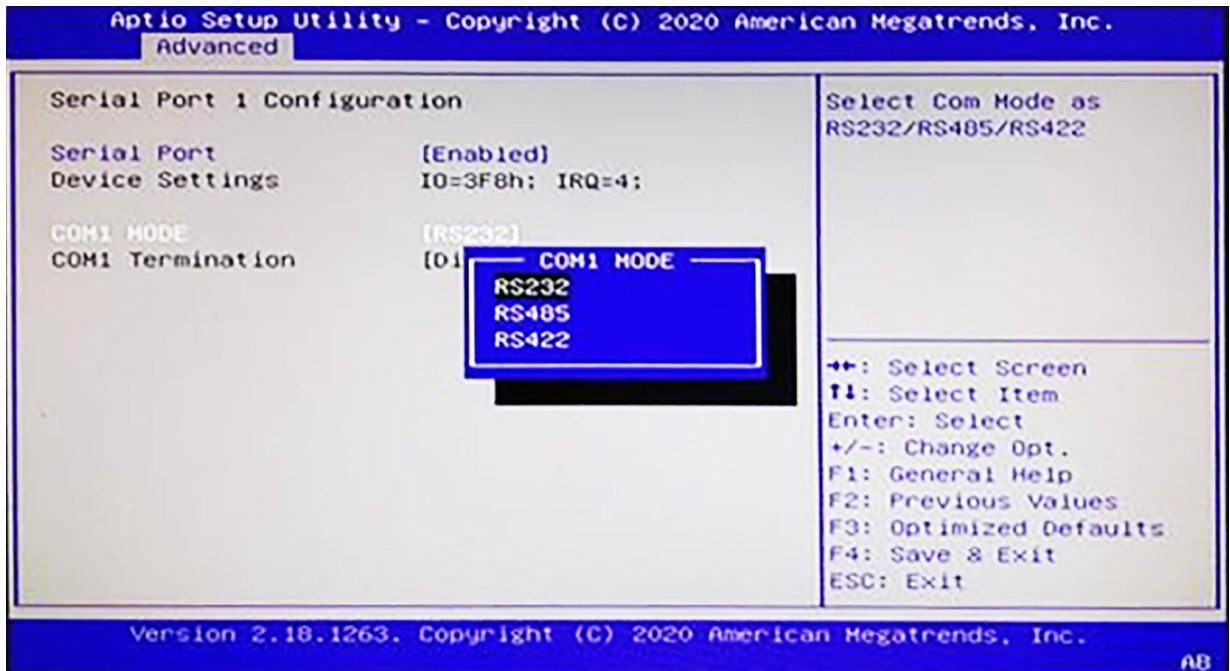 Aptio Setup Utility - Copyright (C) 2020 American Megatrends, Inc.
Advanced
Serial Port 1 Configuration
Serial Port [Enabled]
Device Settings IO=3F8h; IRQ=4;
COM1 MODE [RS232]
COM1 Termination [Di
COM1 MODE
RS232
RS485
RS422
Select Com Mode as
RS232/RS485/RS422
→←: Select Screen
↑↓: Select Item
Enter: Select
+/-: Change Opt.
F1: General Help
F2: Previous Values
F3: Optimized Defaults
F4: Save & Exit
ESC: Exit
Version 2.18.1263. Copyright (C) 2020 American Megatrends, Inc.
AB